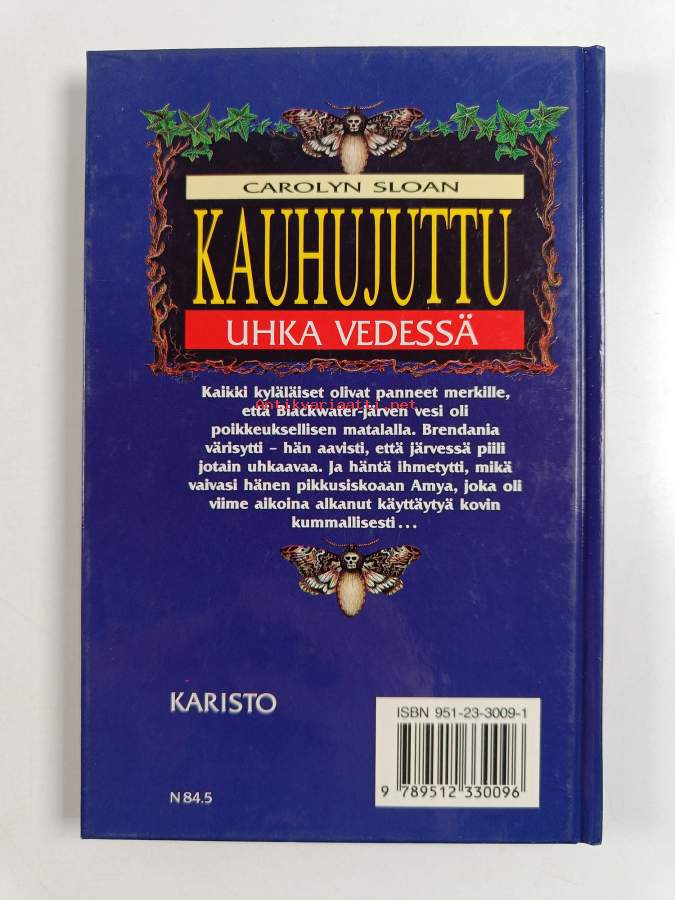 CAROLYN SLOAN
KAUHUJUTTU
UHKA VEDESSÄ
Kaikki kyläläiset olivat panneet merkille,
että Blackwater-järven vesi oli
Antikvariaatit.net
poikkeuksellisen matalalla. Brendania
värisytti – hän aavisti, että järvessä piili
jotain uhkaavaa. Ja häntä ihmetytti, mikä
vaivasi hänen pikkusiskoaan Amya, joka oli
viime aikoina alkanut käyttäytyä kovin
kummallisesti...
KARISTO
ISBN 951-23-3009-1
9 789512 330096
N 84.5